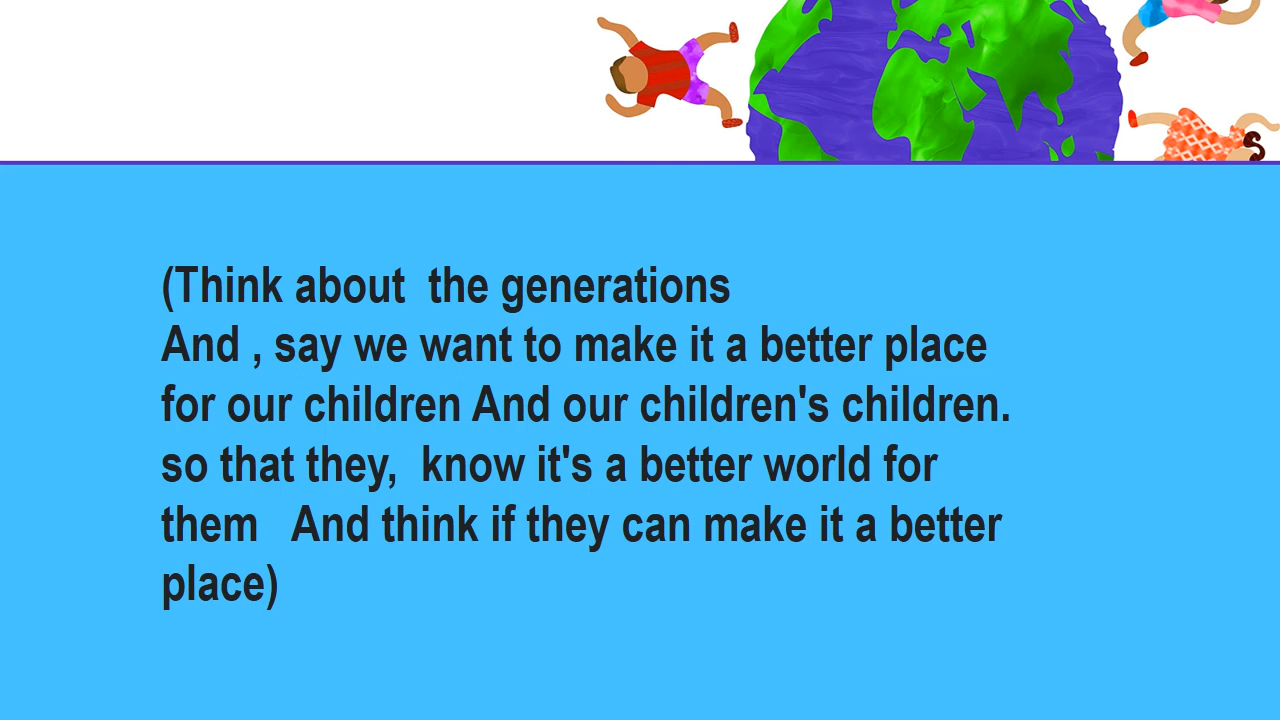 (Think about  the generations
And , say we want to make it a better place
for our children And our children's children.
so that they,  know it's a better world for
them   And think if they can make it a better
place)